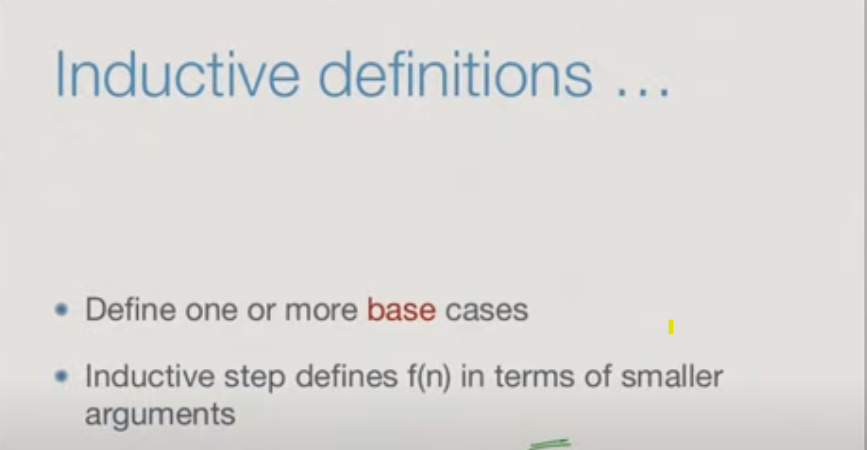 Inductive definitions ...
• Define one or more base cases
• Inductive step defines f(n) in terms of smaller
arguments